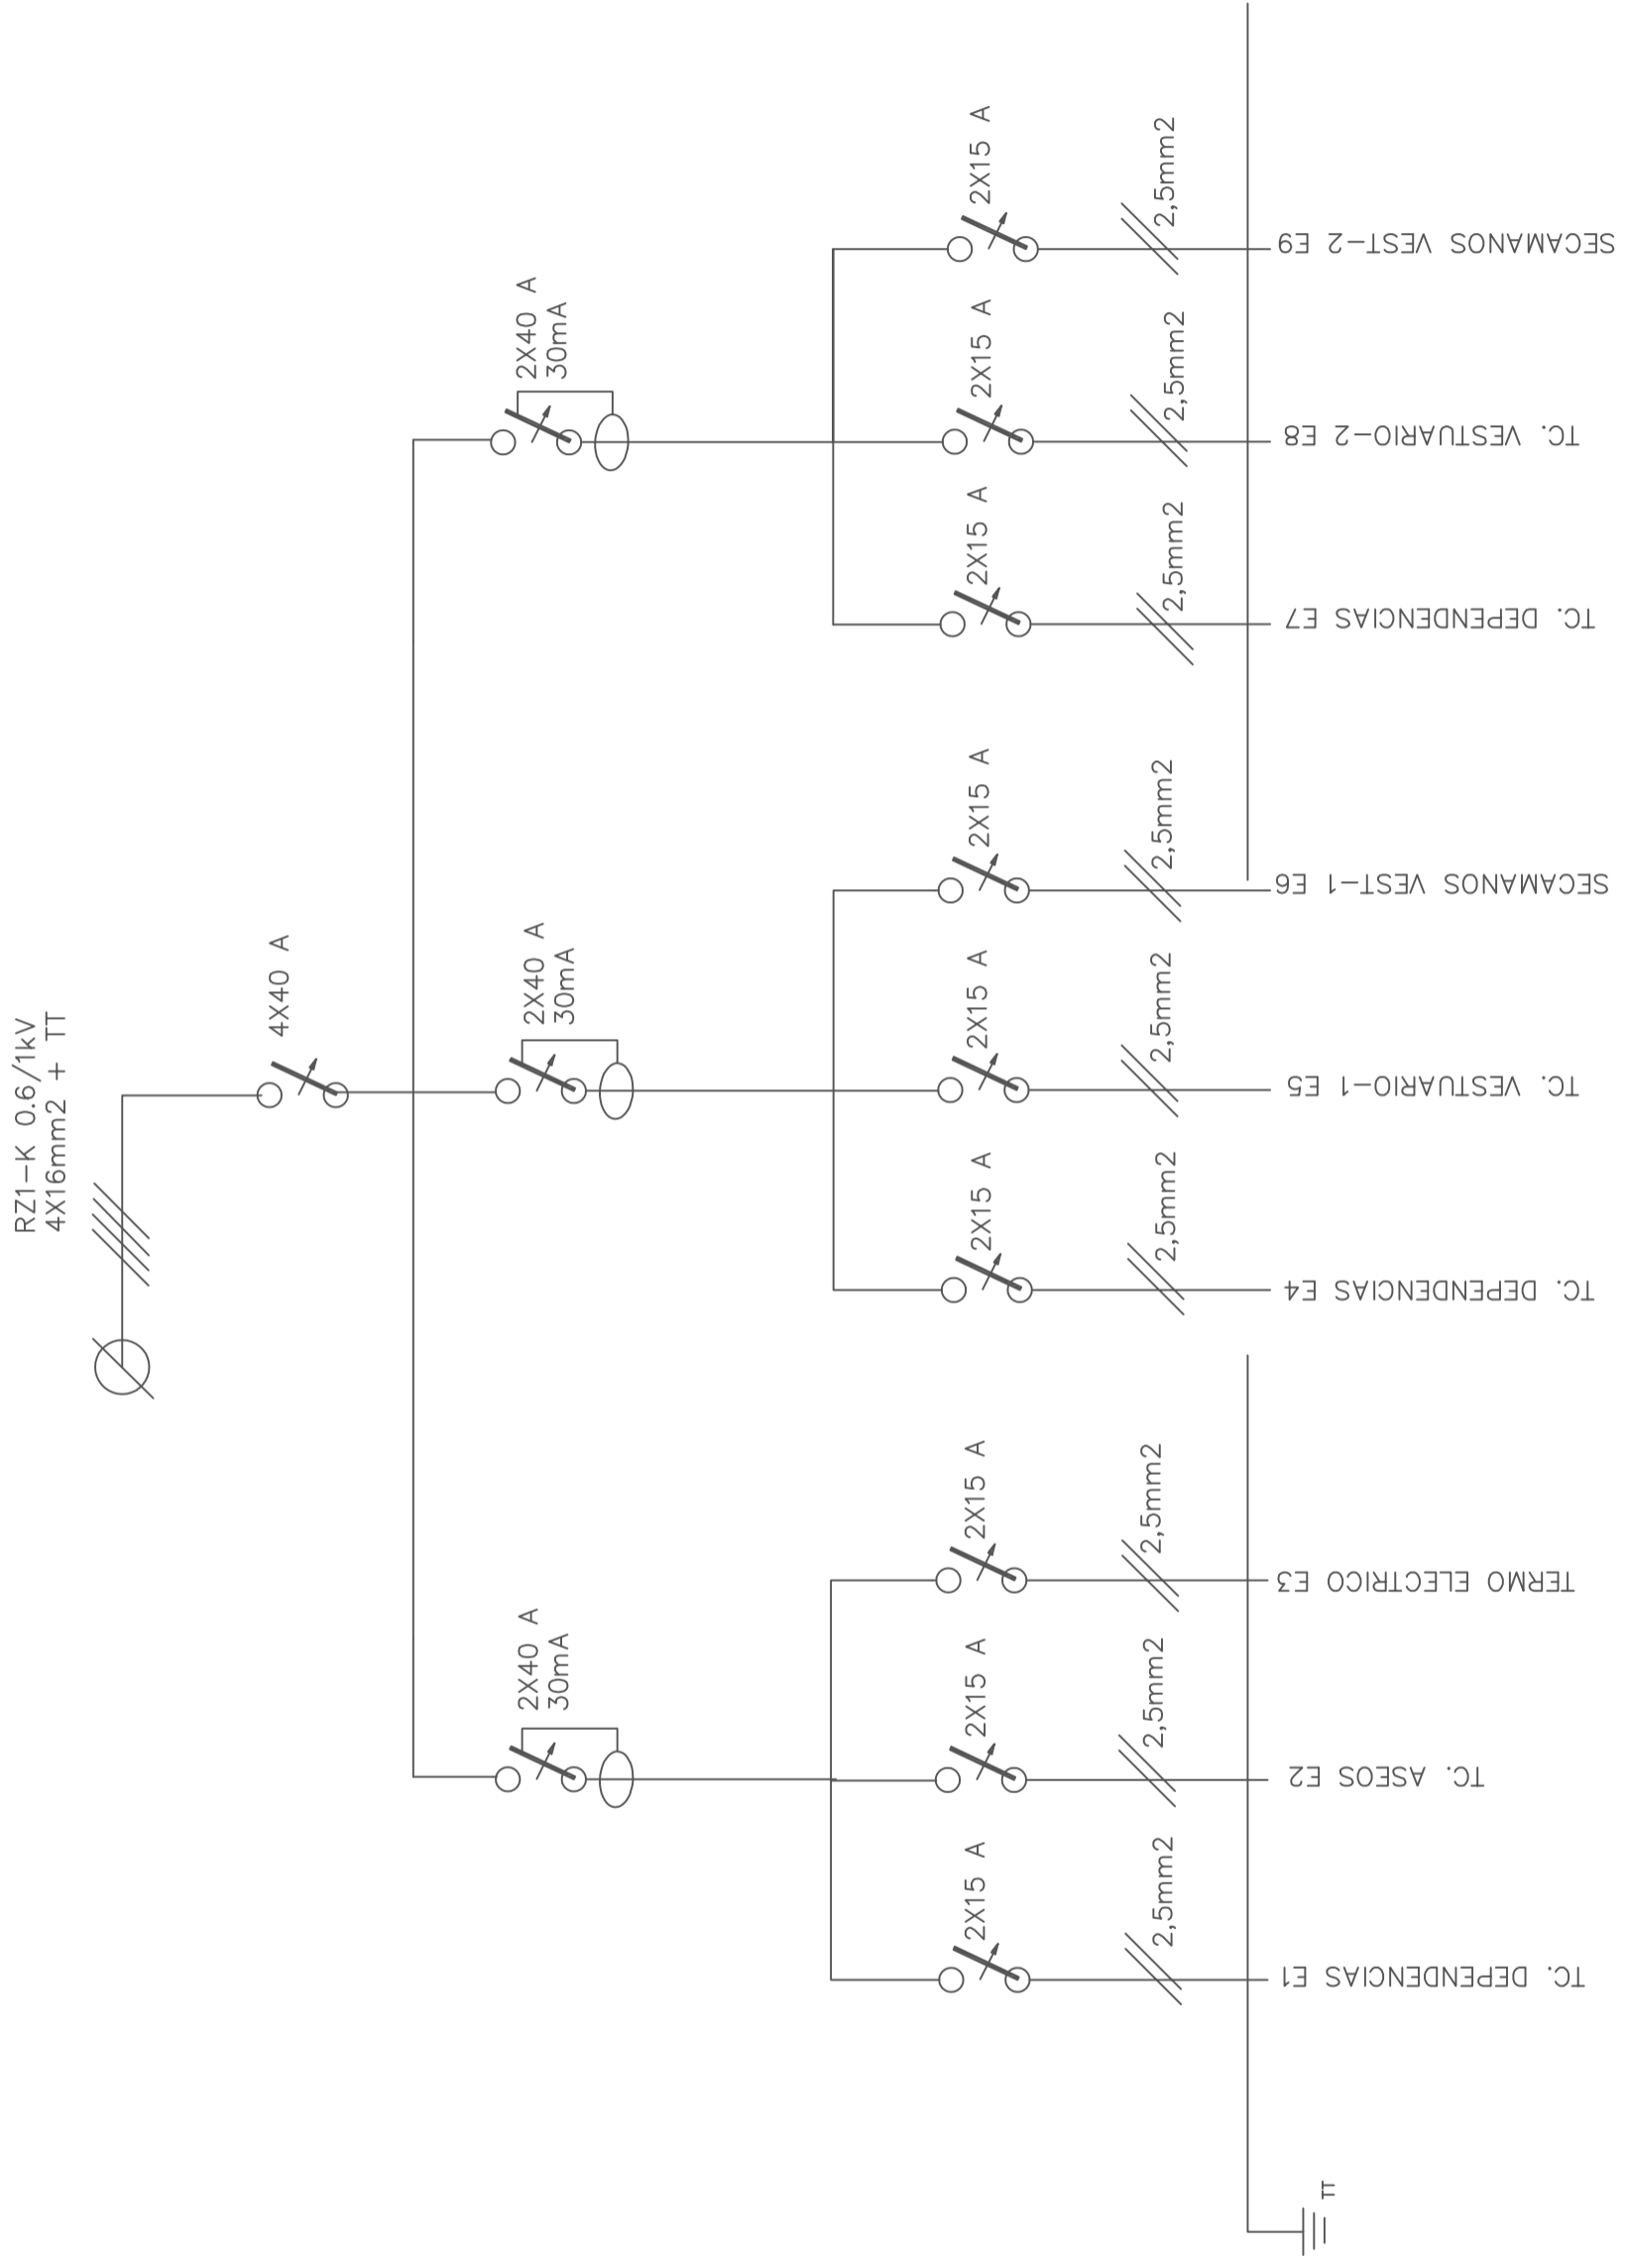 RZ1-K 0.6/1kV
4X16mm2 + TT
4X40 A
2X40 A
30mA
2X40 A
30mA
2X40 A
30mA
2X15 A
2X15 A
2X15 A
2X15 A
2X15 A
2X15 A
2X15 A
2X15 A
2X15 A
2,5mm2
2,5mm2
2,5mm2
2,5mm2
2,5mm2
2,5mm2
2,5mm2
2,5mm2
2,5mm2
TC. DEPENDENCIAS E1
TC. ASEOS E2
TERMO ELECTRICO E3
TC. DEPENDENCIAS E4
TC. VESTUARIO-1 E5
SECAMANOS VEST-1 E6
TC. DEPENDENCIAS E7
TC. VESTUARIO-2 E8
SECAMANOS VEST-2 E9
TT